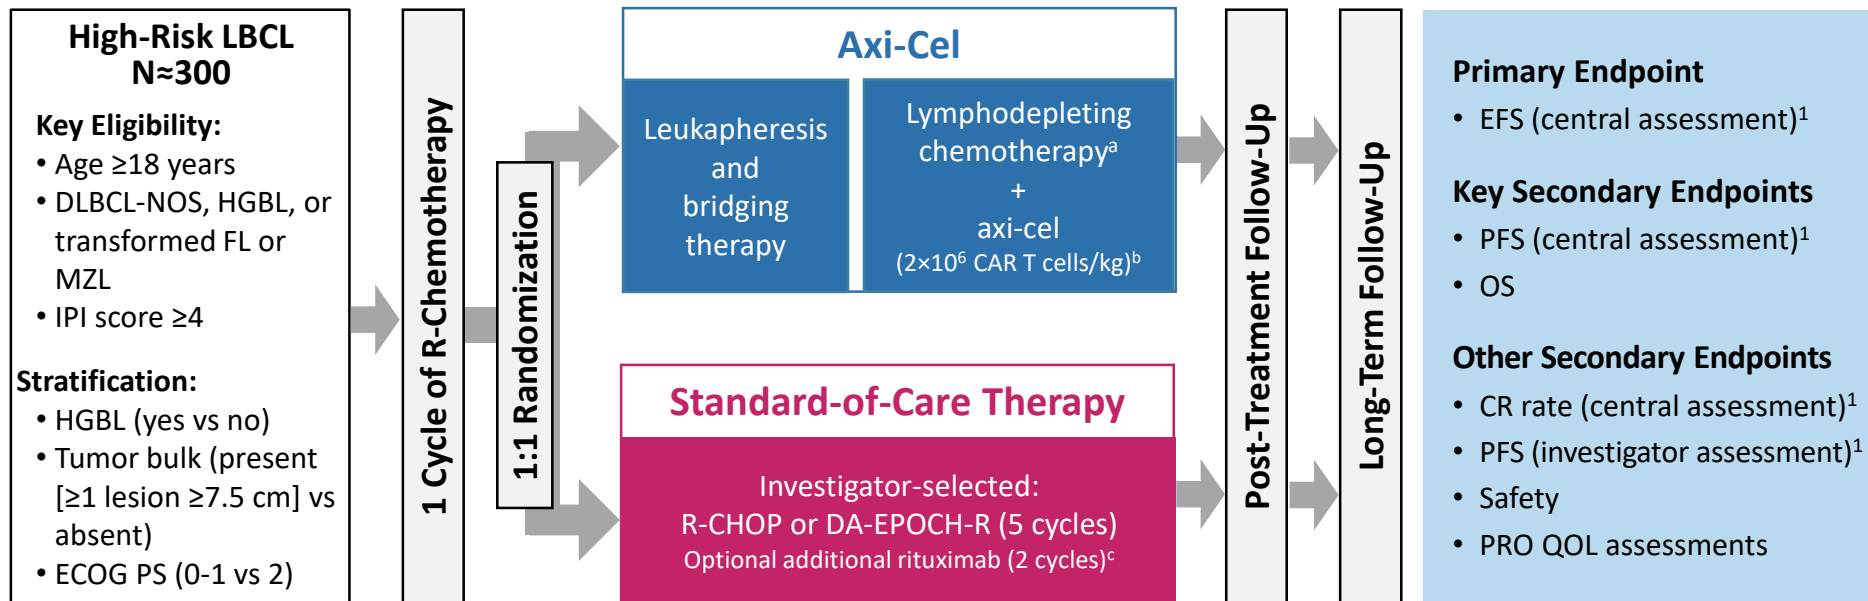 High-Risk LBCL
N≈300
Key Eligibility:
• Age ≥18 years
• DLBCL-NOS, HGBL, or
transformed FL or
MZL
• IPI score ≥4
Stratification:
• HGBL (yes vs no)
• Tumor bulk (present
[≥1 lesion ≥7.5 cm] vs
absent)
• ECOG PS (0-1 vs 2)
1 Cycle of R-Chemotherapy
1:1 Randomization
Axi-Cel
Leukapheresis
and
bridging
therapy
Lymphodepleting
chemotherapyᵃ
+
axi-cel
(2×10⁶ CAR T cells/kg)ᵇ
Standard-of-Care Therapy
Investigator-selected:
R-CHOP or DA-EPOCH-R (5 cycles)
Optional additional rituximab (2 cycles)ᶜ
Post-Treatment Follow-Up
Long-Term Follow-Up
Primary Endpoint
• EFS (central assessment)¹
Key Secondary Endpoints
• PFS (central assessment)¹
• OS
Other Secondary Endpoints
• CR rate (central assessment)¹
• PFS (investigator assessment)¹
• Safety
• PRO QOL assessments